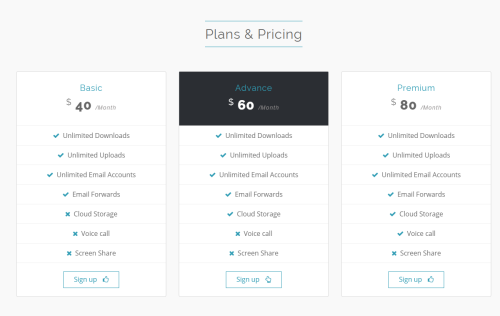 Plans & Pricing
Basic
$ 40 /Month
Unlimited Downloads
Unlimited Uploads
Unlimited Email Accounts
Email Forwards
Cloud Storage
Voice call
Screen Share
Sign up
Advance
$ 60 /Month
Unlimited Downloads
Unlimited Uploads
Unlimited Email Accounts
Email Forwards
Cloud Storage
Voice call
Screen Share
Sign up
Premium
$ 80 /Month
Unlimited Downloads
Unlimited Uploads
Unlimited Email Accounts
Email Forwards
Cloud Storage
Voice call
Screen Share
Sign up